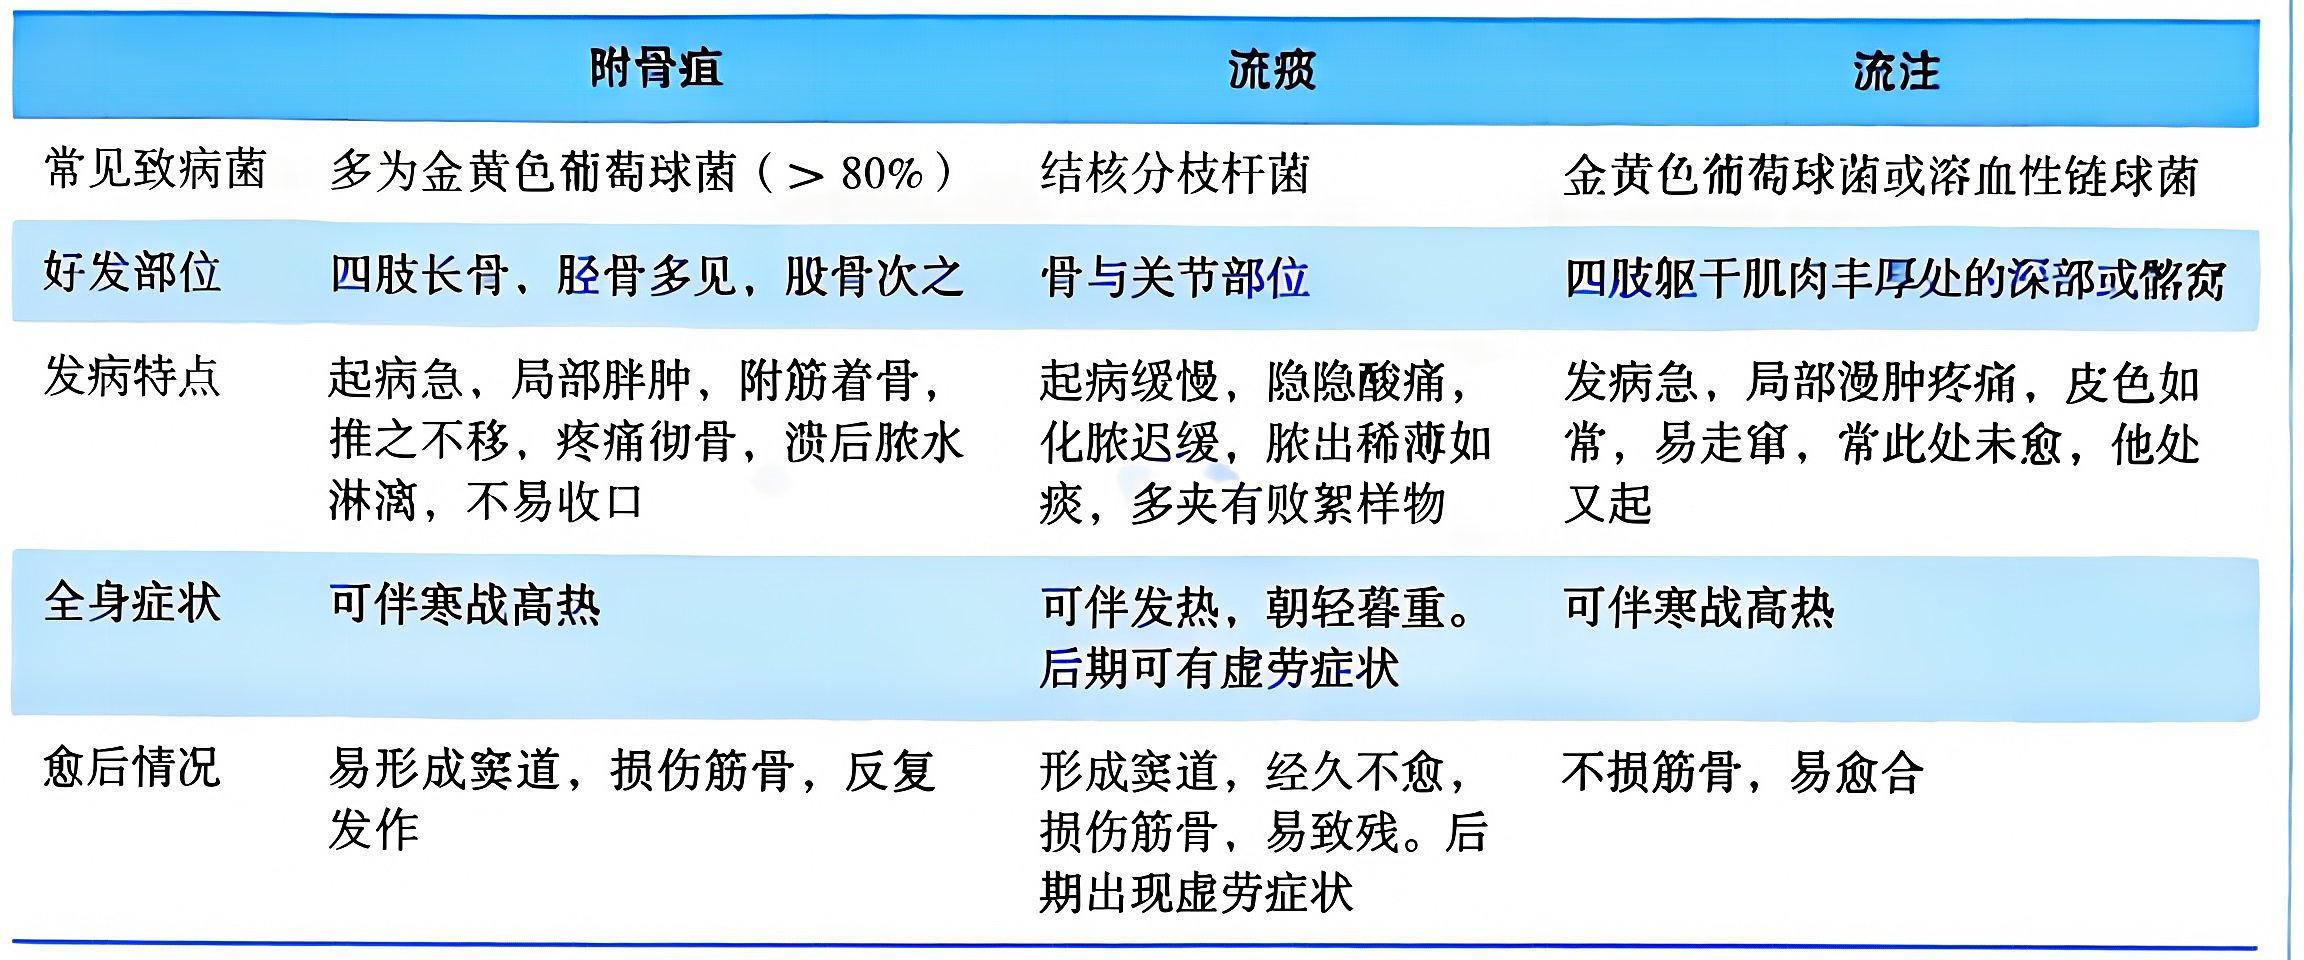 附骨疽 流痰 流注
常见致病菌 多为金黄色葡萄球菌（＞80%） 结核分枝杆菌 金黄色葡萄球菌或溶血性链球菌
好发部位 四肢长骨，胫骨多见，股骨次之 骨与关节部位 四肢躯干肌肉丰厚处的深部或髂窝
发病特点 起病急，局部胖肿，附筋着骨， 起病缓慢，隐隐酸痛， 发病急，局部漫肿疼痛，皮色如
推之不移，疼痛彻骨，溃后脓水 化脓迟缓，脓出稀薄如 常，易走窜，常此处未愈，他处
淋漓，不易收口 痰，多夹有败絮样物 又起
全身症状 可伴寒战高热 可伴发热，朝轻暮重。 可伴寒战高热
后期可有虚劳症状
愈后情况 易形成窦道，损伤筋骨，反复 形成窦道，经久不愈， 不损筋骨，易愈合
发作 损伤筋骨，易致残。后
期出现虚劳症状